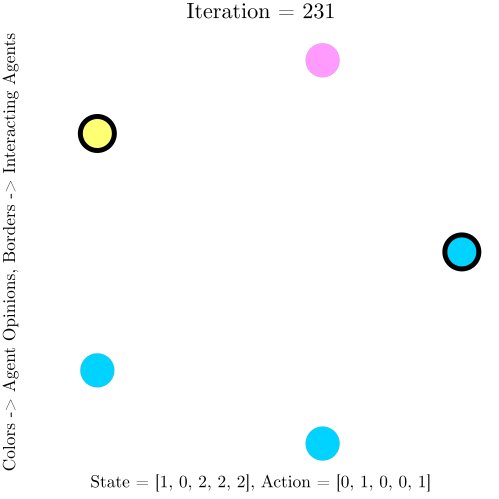 Iteration = 231
Colors -> Agent Opinions, Borders -> Interacting Agents
State = [1, 0, 2, 2, 2], Action = [0, 1, 0, 0, 1]